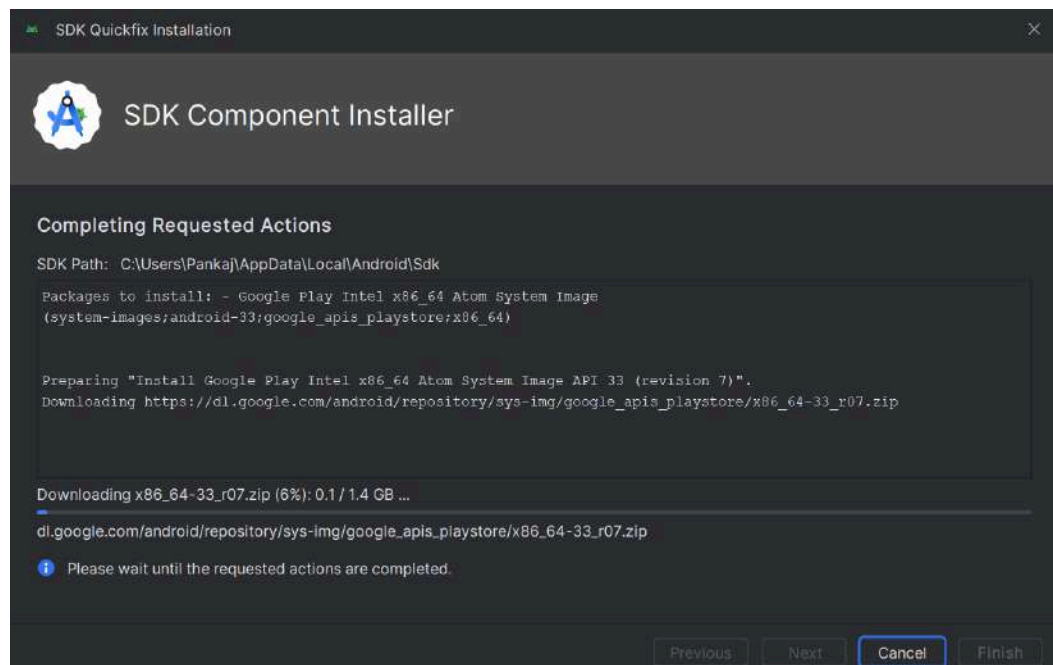 SDK Quickfix Installation
SDK Component Installer
Completing Requested Actions
SDK Path: C:\Users\Pankaj\AppData\Local\Android\Sdk
Packages to install: - Google Play Intel x86_64 Atom System Image
(system-images;android-33;google_apis_playstore;x86_64)
Preparing "Install Google Play Intel x86_64 Atom System Image API 33 (revision 7)".
Downloading https://dl.google.com/android/repository/sys-img/google_apis_playstore/x86_64-33_r07.zip
Downloading x86_64-33_r07.zip (6%): 0.1 / 1.4 GB ...
dl.google.com/android/repository/sys-img/google_apis_playstore/x86_64-33_r07.zip
Please wait until the requested actions are completed.
Previous Next Cancel Finish